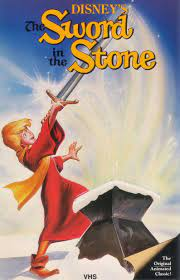 DISNEY'S
The Sword
in the
Stone
The
Original
Animated
Classic!
VHS